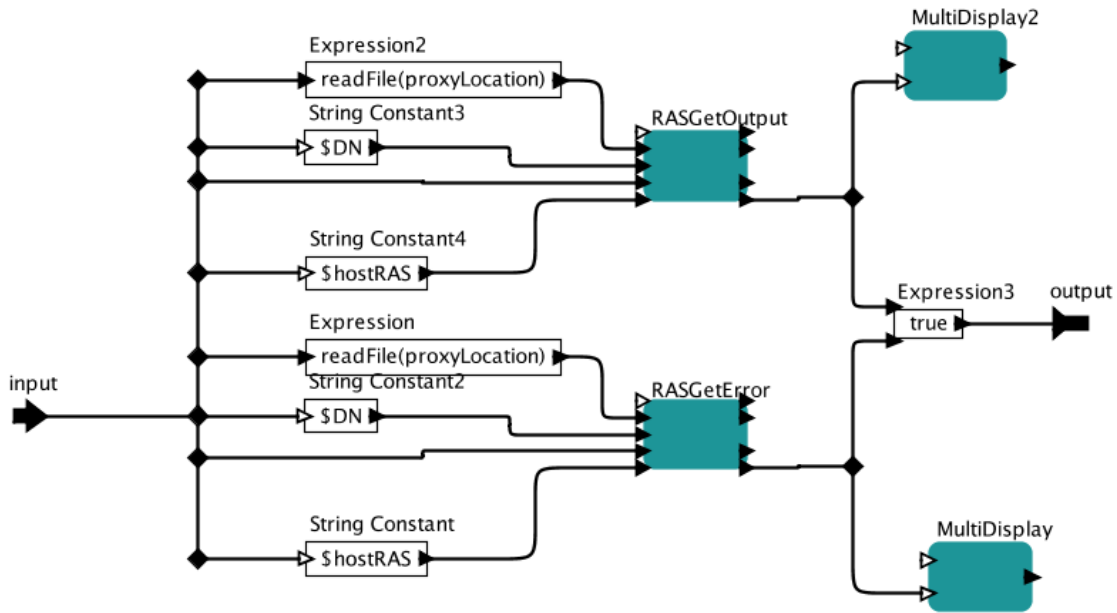 MultiDisplay2
Expression2
readFile(proxyLocation)
String Constant3
RASGetOutput
$DN
String Constant4
$hostRAS
Expression3
output
true
Expression
readFile(proxyLocation)
input
String Constant2
RASGetError
$DN
String Constant
MultiDisplay
$hostRAS